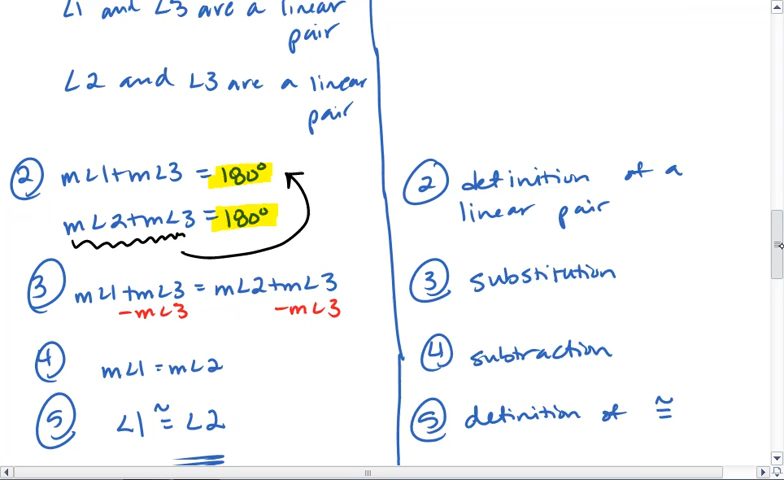 ∠1 and ∠3 are a linear
pair
∠2 and ∠3 are a linear
pair
② m∠1+m∠3 = 180°
m∠2+m∠3 = 180°
② definition of a
linear pair
③ m∠1+m∠3 = m∠2+m∠3
-m∠3 -m∠3
③ substitution
④ m∠1 = m∠2
④ subtraction
⑤ ∠1 ≅ ∠2
⑤ definition of ≅